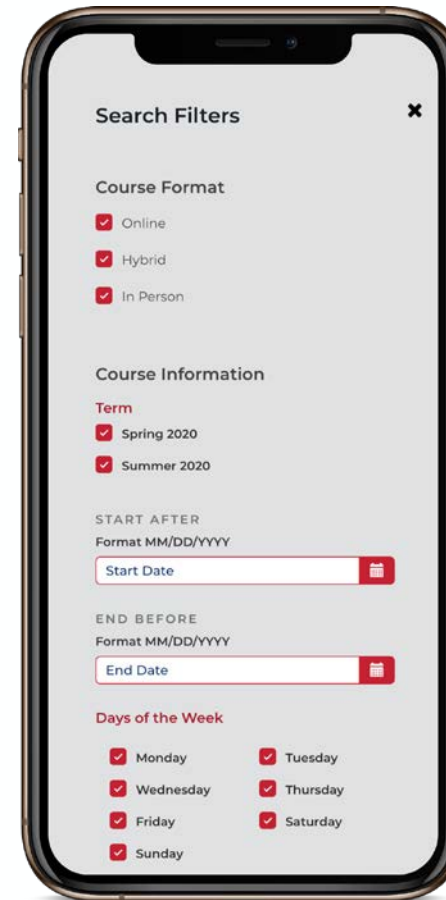 Search Filters
Course Format
Online
Hybrid
In Person
Course Information
Term
Spring 2020
Summer 2020
START AFTER
Format MM/DD/YYYY
Start Date
END BEFORE
Format MM/DD/YYYY
End Date
Days of the Week
Monday Tuesday
Wednesday Thursday
Friday Saturday
Sunday